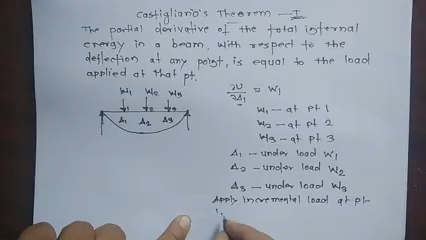 Castigliano's Theorem - I
The partial derivative of the total internal
energy in a beam, with respect to the
deflection at any point, is equal to the load
applied at that pt.
W1 W2 W3
1 2 3
Δ1 Δ2 Δ3
∂U/∂Δ1 = W1
W1 - at pt 1
W2 - at pt 2
W3 - at pt 3
Δ1 - under load W1
Δ2 - under load W2
Δ3 - under load W3
Apply incremental load at pt-